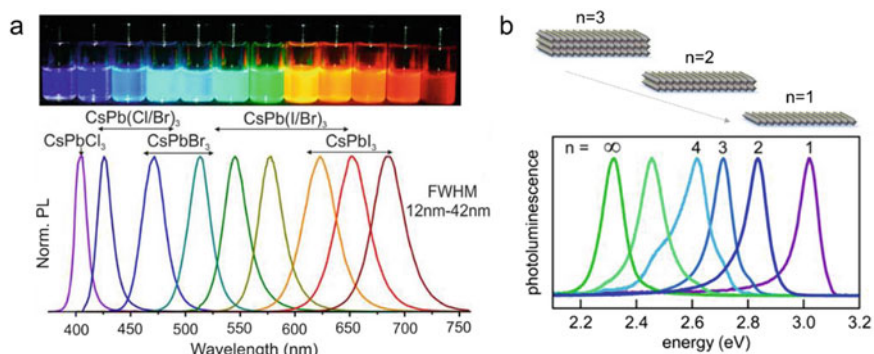 a
CsPb(Cl/Br)₃
CsPb(I/Br)₃
CsPbCl₃
CsPbBr₃
CsPbI₃
FWHM
12nm-42nm
Norm. PL
400 450 500 550 600 650 700 750
Wavelength (nm)
b
n=3
n=2
n=1
n = ∞ 4 3 2 1
photoluminescence
2.2 2.4 2.6 2.8 3.0 3.2
energy (eV)